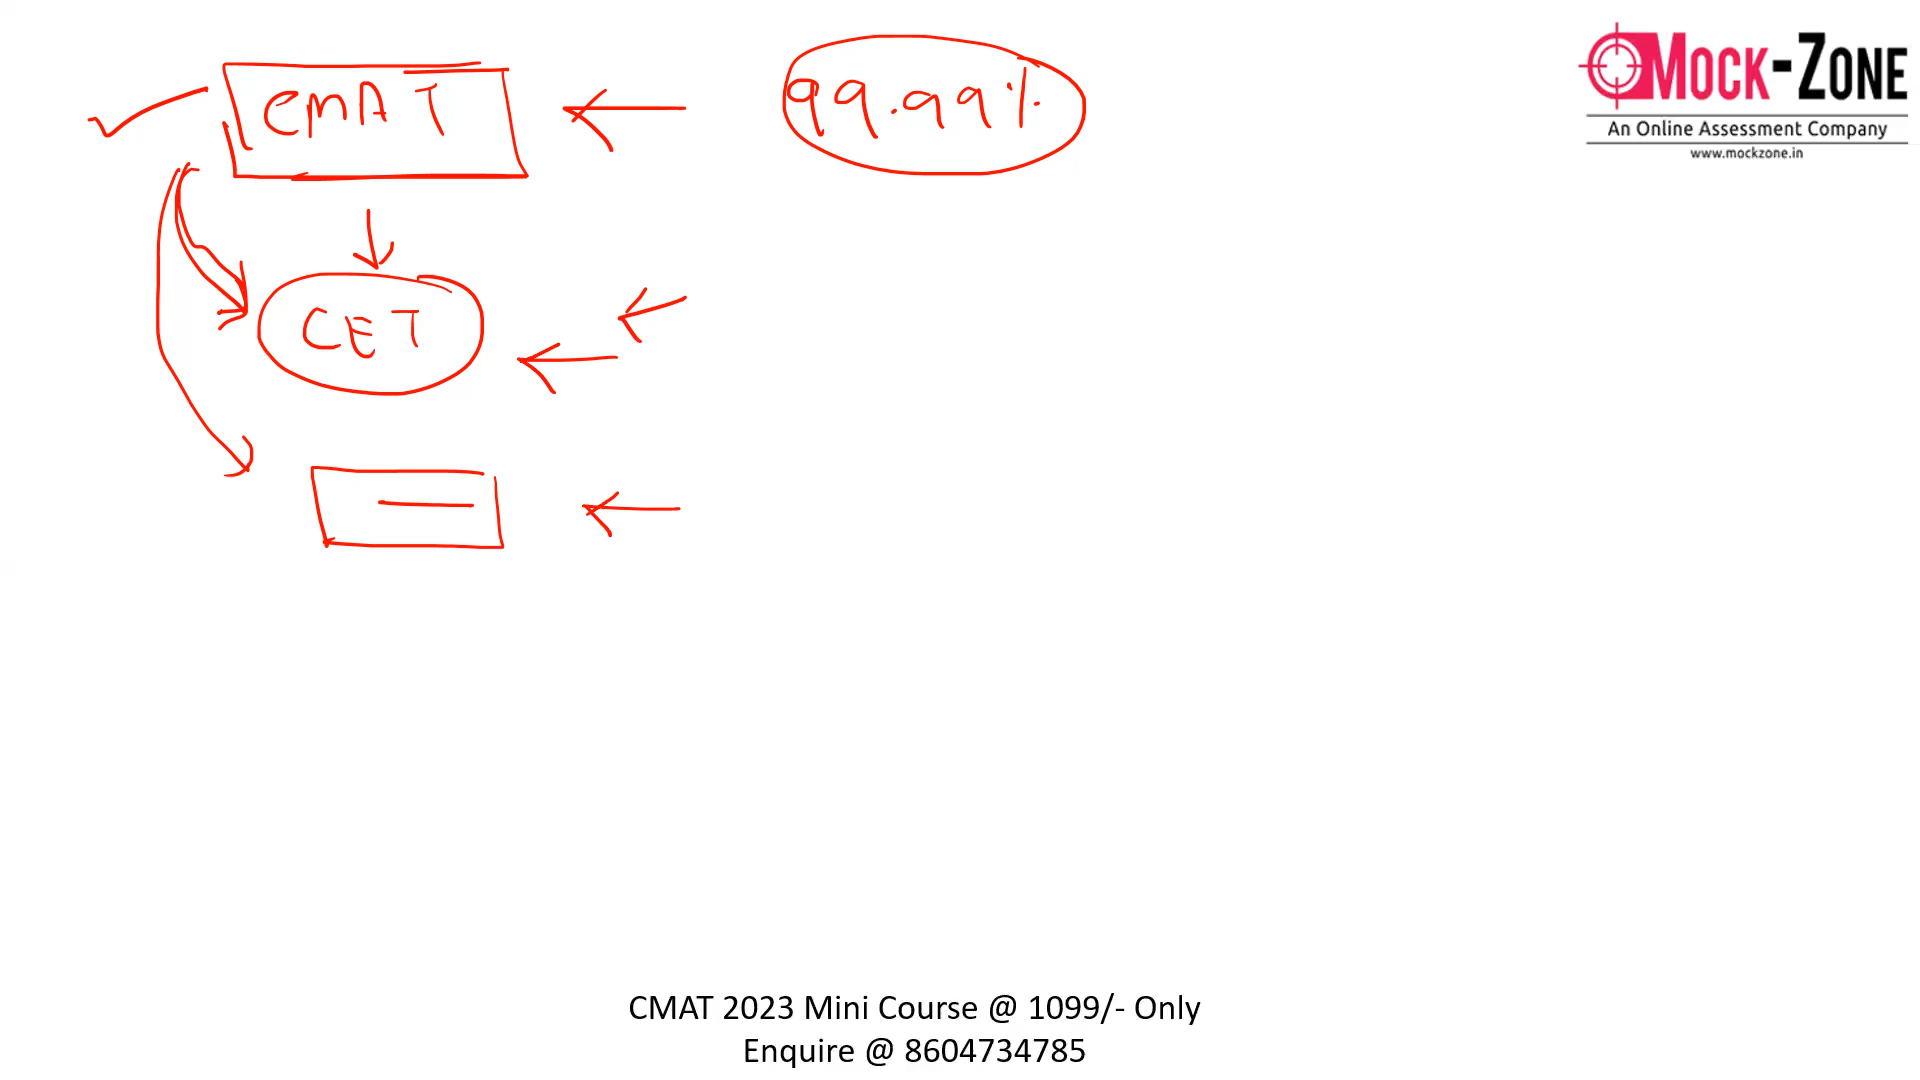 CMAT
99.99%
MOCK-ZONE
An Online Assessment Company
www.mockzone.in
CET
CMAT 2023 Mini Course @ 1099/- Only
Enquire @ 8604734785